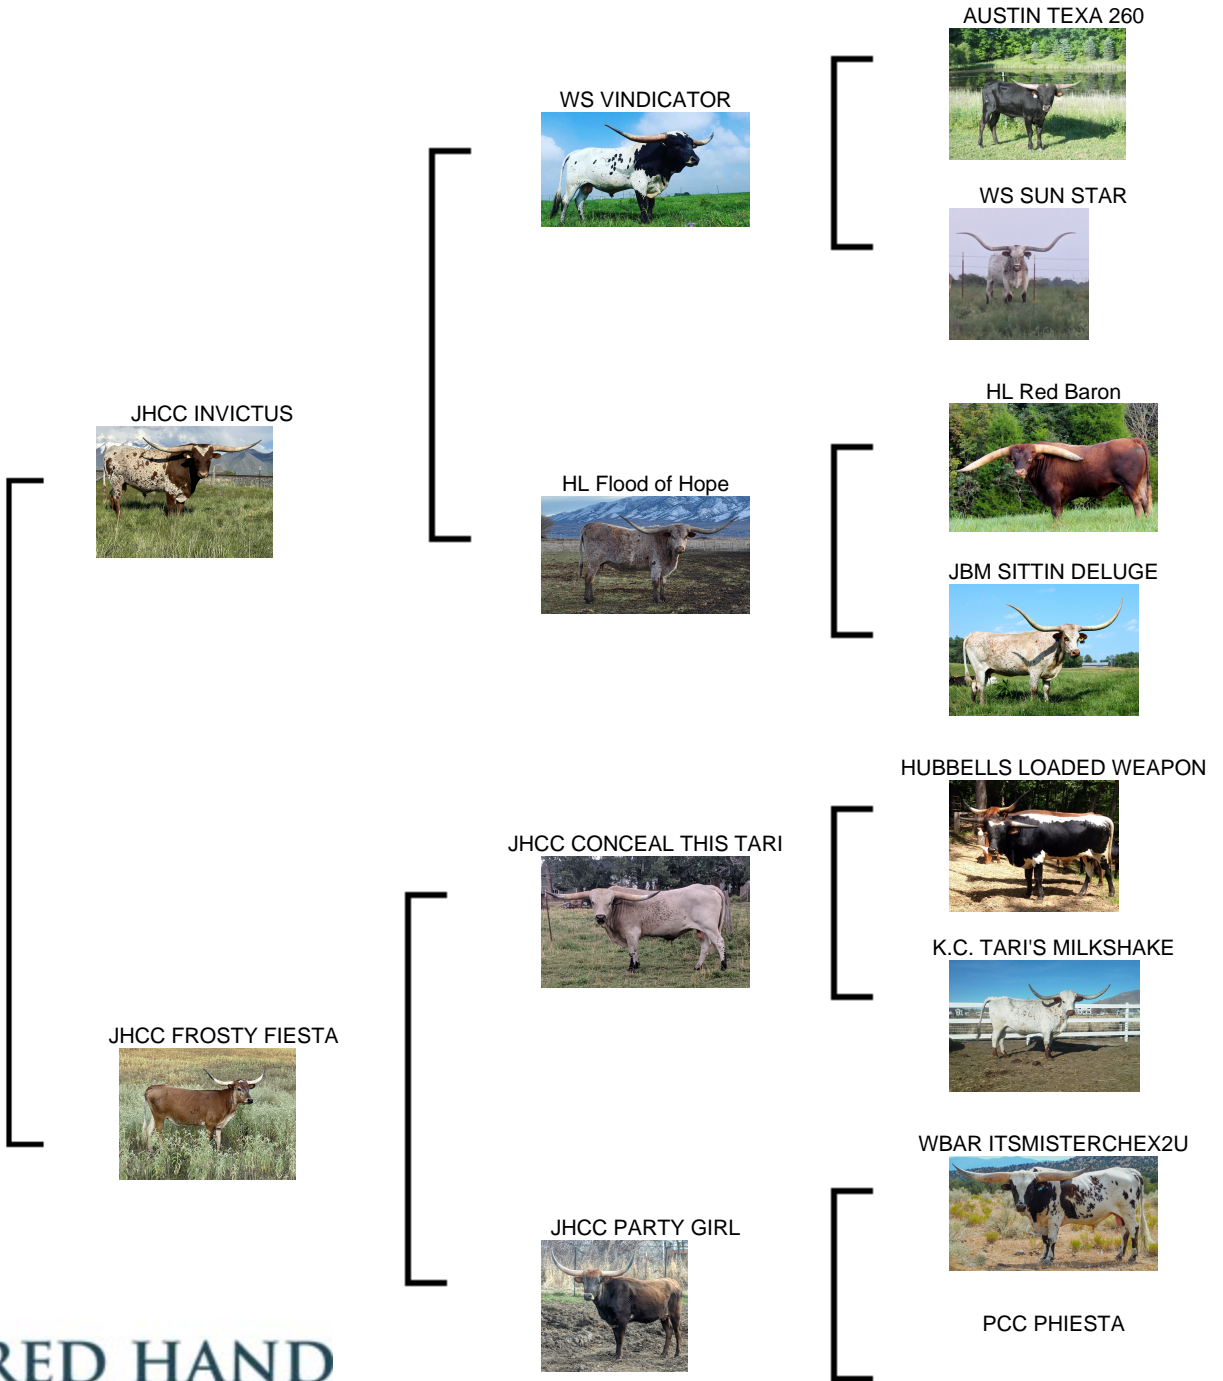 AUSTIN TEXA 260
WS VINDICATOR
WS SUN STAR
JHCC INVICTUS
HL Red Baron
HL Flood of Hope
JBM SITTIN DELUGE
HUBBELLS LOADED WEAPON
JHCC CONCEAL THIS TARI
K.C. TARI'S MILKSHAKE
JHCC FROSTY FIESTA
WBAR ITSMISTERCHEX2U
JHCC PARTY GIRL
PCC PHIESTA
RED HAND